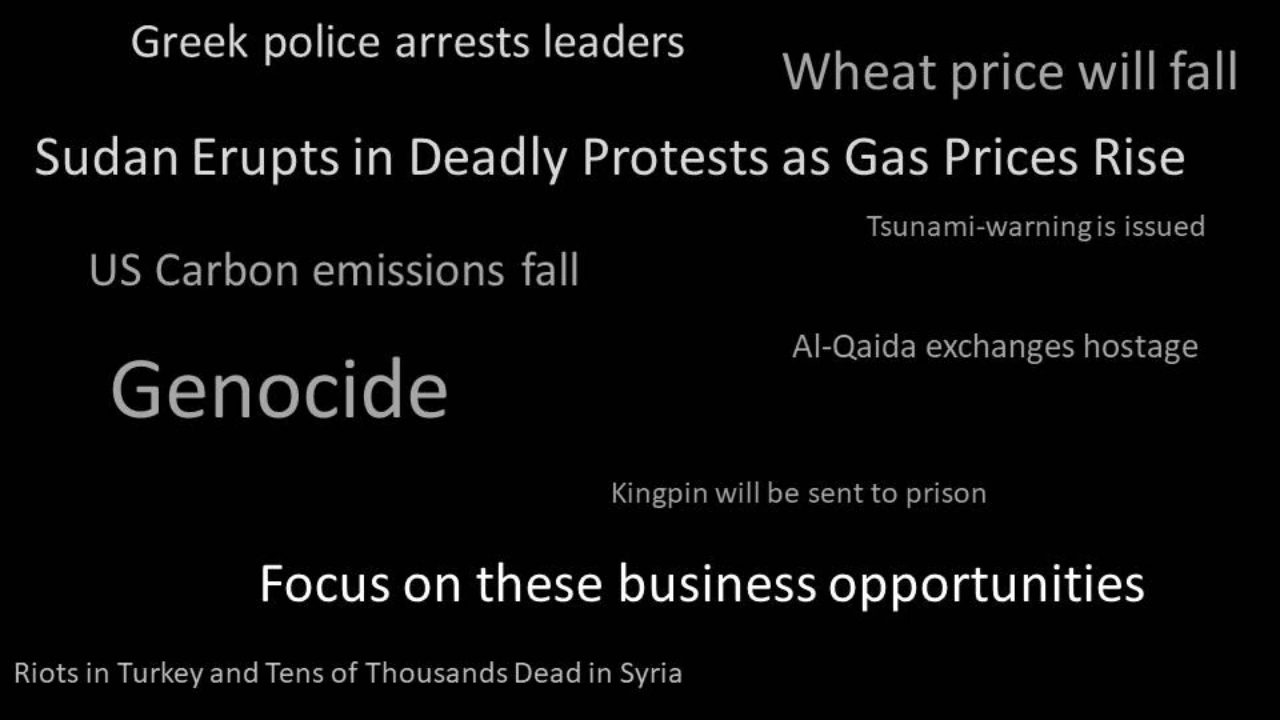 Greek police arrests leaders
Wheat price will fall
Sudan Erupts in Deadly Protests as Gas Prices Rise
Tsunami-warning is issued
US Carbon emissions fall
Al-Qaida exchanges hostage
Genocide
Kingpin will be sent to prison
Focus on these business opportunities
Riots in Turkey and Tens of Thousands Dead in Syria